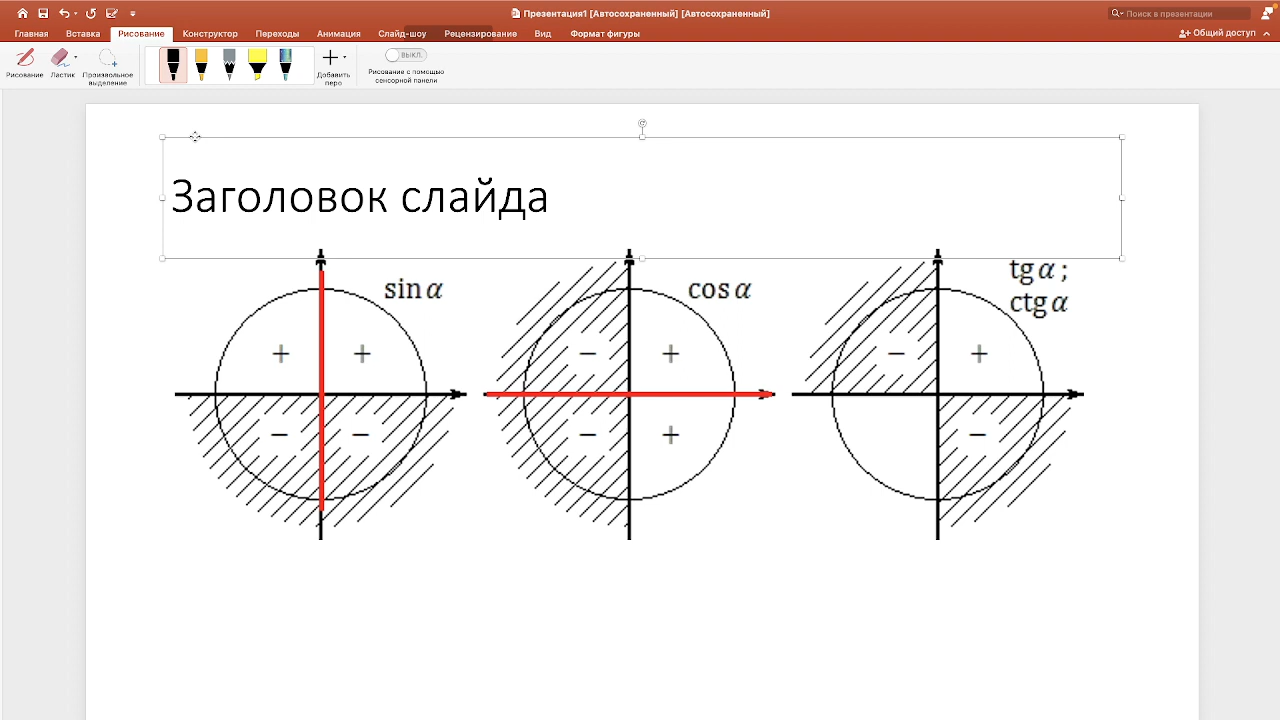 Презентация1 [Автосохраненный] [Автосохраненный]
Поиск в презентации
Главная Вставка Рисование Конструктор Переходы Анимация Слайд-шоу Рецензирование Вид Формат фигуры Общий доступ
Рисование Ластик Произвольное выделение Добавить перо ВЫКЛ. Рисование с помощью сенсорной панели
Заголовок слайда
sin α cos α tg α ;
ctg α
+ + − + − +
− − − + −